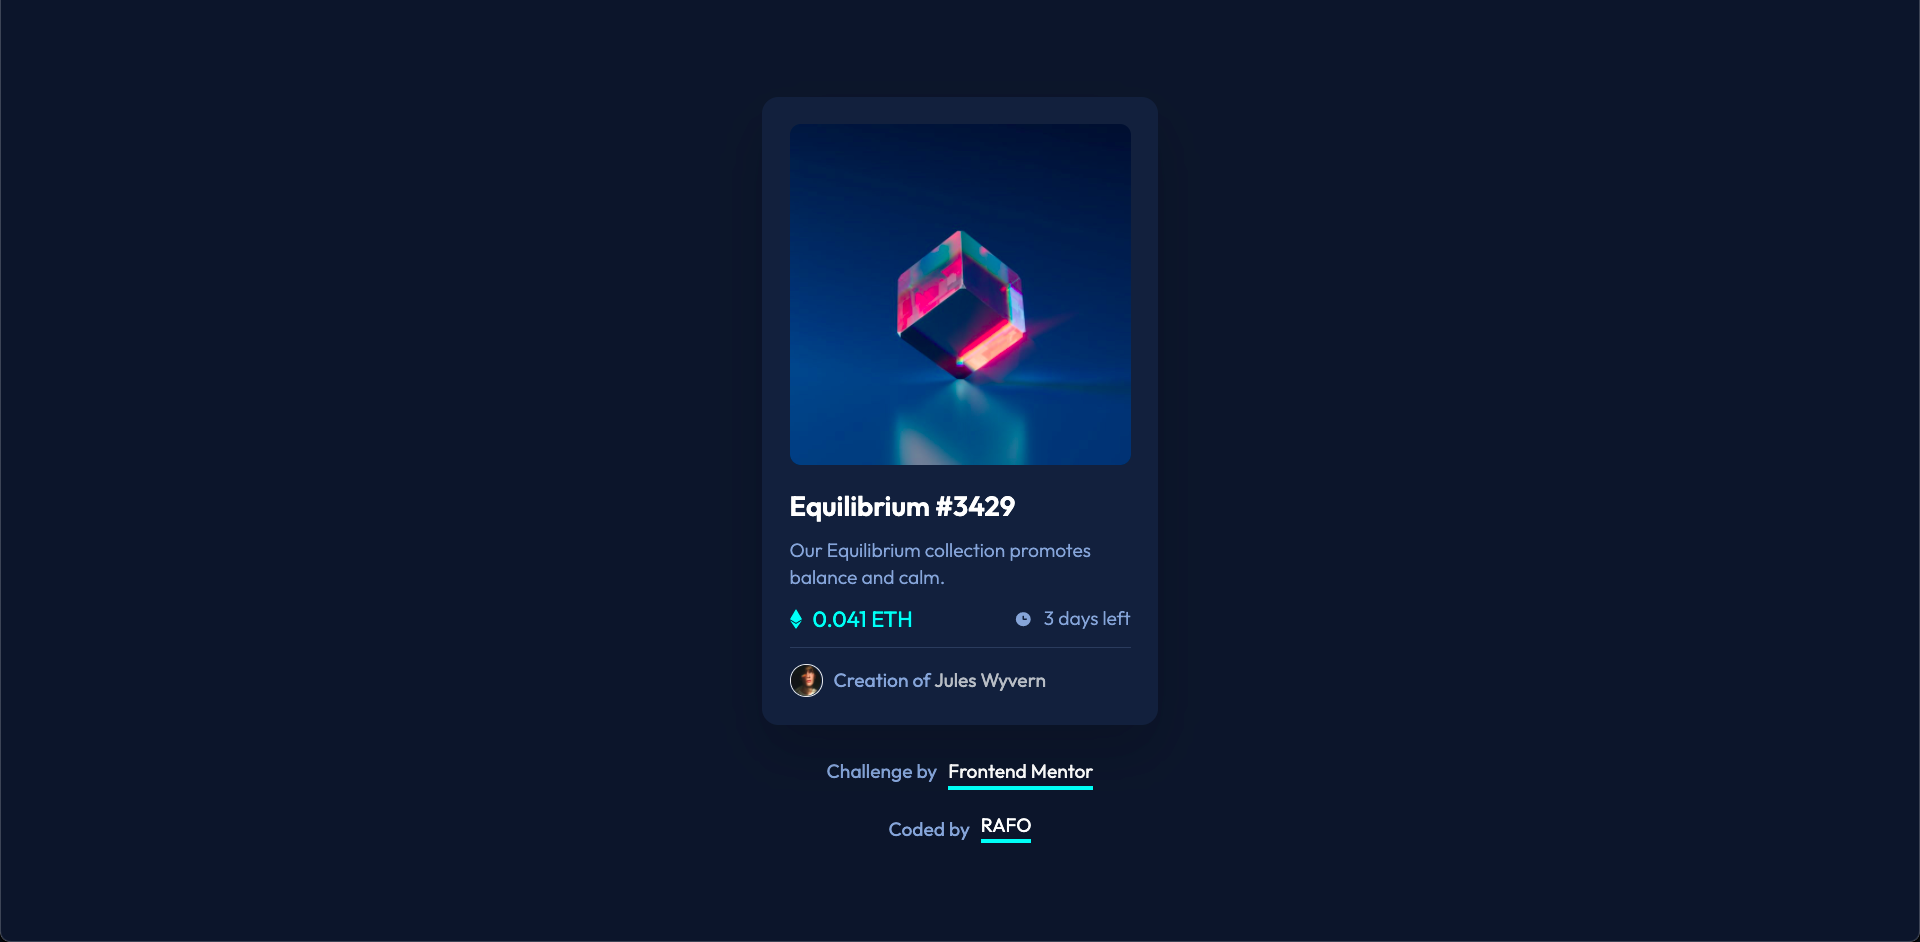 Equilibrium #3429
Our Equilibrium collection promotes
balance and calm.
0.041 ETH 3 days left
Creation of Jules Wyvern
Challenge by Frontend Mentor
Coded by RAFO